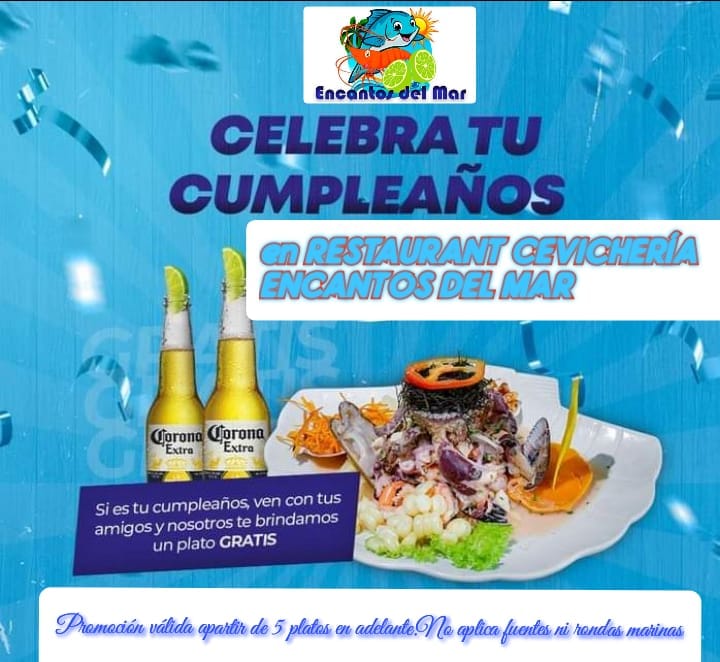 Encantos del Mar
CELEBRA TU
CUMPLEAÑOS
en RESTAURANT CEVICHERÍA
ENCANTOS DEL MAR
GRATIS
Corona
Extra
Corona
Extra
Si es tu cumpleaños, ven con tus
amigos y nosotros te brindamos
un plato GRATIS
Promoción válida apartir de 5 platos en adelante.No aplica fuentes ni rondas marinas